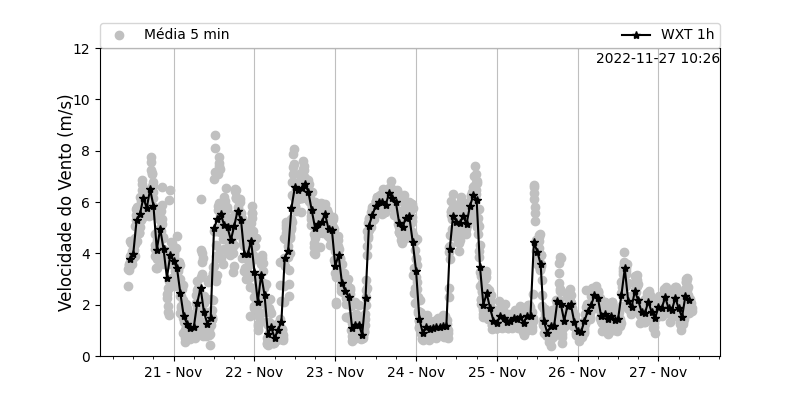 Média 5 min
WXT 1h
2022-11-27 10:26
Velocidade do Vento (m/s)
12
10
8
6
4
2
0
21 - Nov
22 - Nov
23 - Nov
24 - Nov
25 - Nov
26 - Nov
27 - Nov